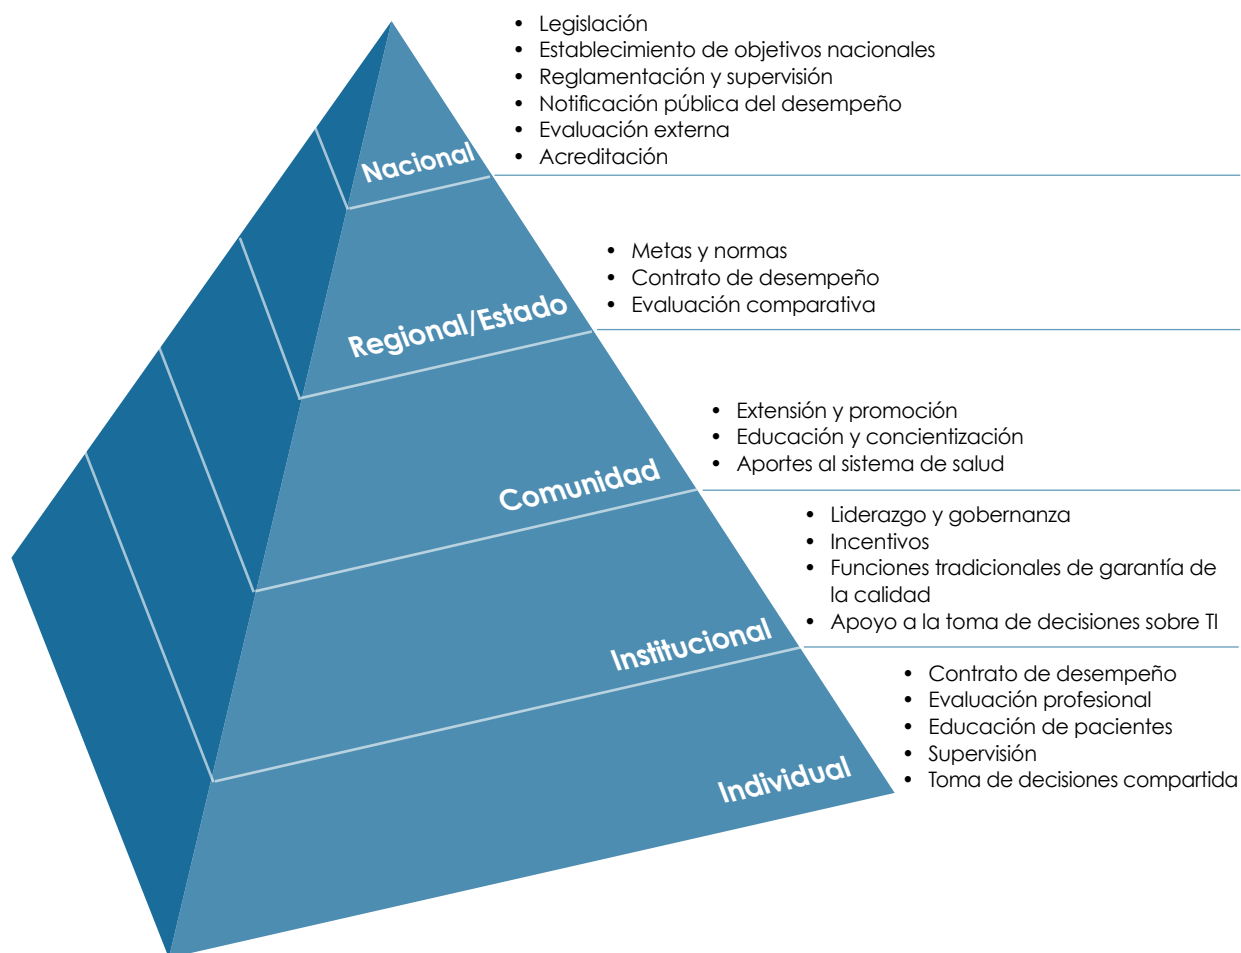 • Legislación
• Establecimiento de objetivos nacionales
• Reglamentación y supervisión
• Notificación pública del desempeño
• Evaluación externa
• Acreditación
Nacional
• Metas y normas
• Contrato de desempeño
• Evaluación comparativa
Regional/Estado
• Extensión y promoción
• Educación y concientización
• Aportes al sistema de salud
Comunidad
• Liderazgo y gobernanza
• Incentivos
• Funciones tradicionales de garantía de
la calidad
• Apoyo a la toma de decisiones sobre TI
Institucional
• Contrato de desempeño
• Evaluación profesional
• Educación de pacientes
• Supervisión
• Toma de decisiones compartida
Individual